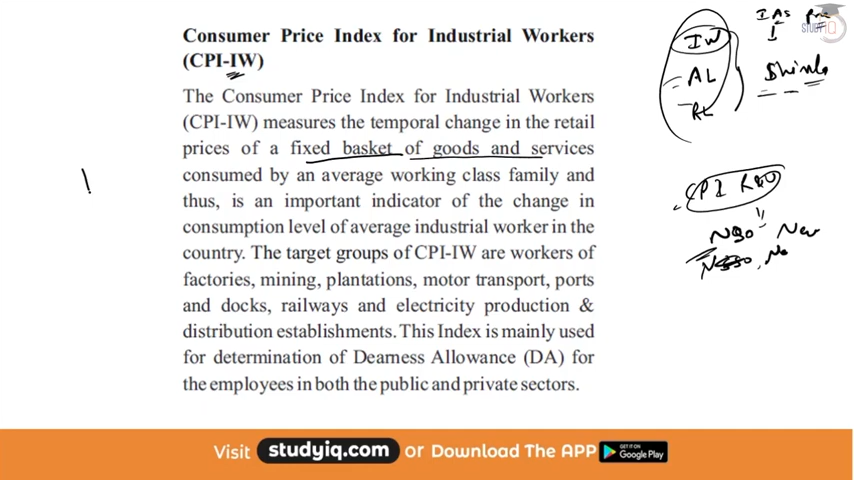 Consumer Price Index for Industrial Workers
(CPI-IW)
The Consumer Price Index for Industrial Workers
(CPI-IW) measures the temporal change in the retail
prices of a fixed basket of goods and services
consumed by an average working class family and
thus, is an important indicator of the change in
consumption level of average industrial worker in the
country. The target groups of CPI-IW are workers of
factories, mining, plantations, motor transport, ports
and docks, railways and electricity production &
distribution establishments. This Index is mainly used
for determination of Dearness Allowance (DA) for
the employees in both the public and private sectors.
IAS Pre
STUDY IQ
IW
AL
RL
Shimla
CPI R&U
NSO
Visit studyiq.com or Download The APP GET IT ON Google Play